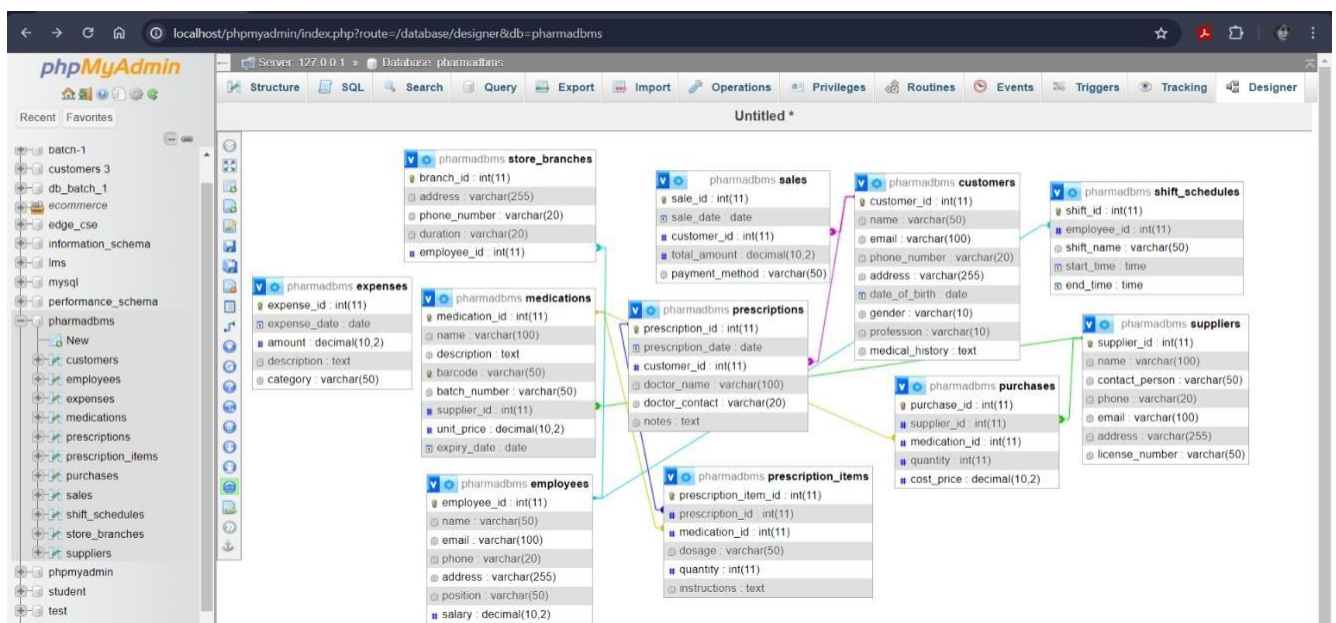 localhost/phpmyadmin/index.php?route=/database/designer&db=pharmadbms
phpMyAdmin
Recent Favorites
batch-1
customers 3
db_batch_1
ecommerce
edge_cse
information_schema
lms
mysql
performance_schema
pharmadbms
New
customers
employees
expenses
medications
prescriptions
prescription_items
purchases
sales
shift_schedules
store_branches
suppliers
phpmyadmin
student
test
Server: 127.0.0.1 » Database: pharmadbms
Structure SQL Search Query Export Import Operations Privileges Routines Events Triggers Tracking Designer
Untitled *
pharmadbms store_branches
branch_id : int(11)
address : varchar(255)
phone_number : varchar(20)
duration : varchar(20)
employee_id : int(11)
pharmadbms sales
sale_id : int(11)
sale_date : date
customer_id : int(11)
total_amount : decimal(10,2)
payment_method : varchar(50)
pharmadbms customers
customer_id : int(11)
name : varchar(50)
email : varchar(100)
phone_number : varchar(20)
address : varchar(255)
date_of_birth : date
gender : varchar(10)
profession : varchar(10)
medical_history : text
pharmadbms shift_schedules
shift_id : int(11)
employee_id : int(11)
shift_name : varchar(50)
start_time : time
end_time : time
pharmadbms expenses
expense_id : int(11)
expense_date : date
amount : decimal(10,2)
description : text
category : varchar(50)
pharmadbms medications
medication_id : int(11)
name : varchar(100)
description : text
barcode : varchar(50)
batch_number : varchar(50)
supplier_id : int(11)
unit_price : decimal(10,2)
expiry_date : date
pharmadbms prescriptions
prescription_id : int(11)
prescription_date : date
customer_id : int(11)
doctor_name : varchar(100)
doctor_contact : varchar(20)
notes : text
pharmadbms suppliers
supplier_id : int(11)
name : varchar(100)
contact_person : varchar(50)
phone : varchar(20)
email : varchar(100)
address : varchar(255)
license_number : varchar(50)
pharmadbms purchases
purchase_id : int(11)
supplier_id : int(11)
medication_id : int(11)
quantity : int(11)
cost_price : decimal(10,2)
pharmadbms employees
employee_id : int(11)
name : varchar(50)
email : varchar(100)
phone : varchar(20)
address : varchar(255)
position : varchar(50)
salary : decimal(10,2)
pharmadbms prescription_items
prescription_item_id : int(11)
prescription_id : int(11)
medication_id : int(11)
dosage : varchar(50)
quantity : int(11)
instructions : text